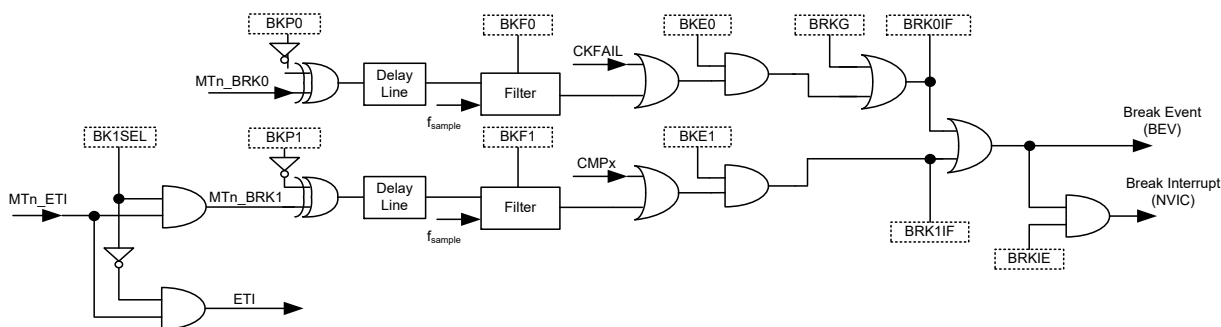 BKP0
BKF0
BKE0
BRKG
BRK0IF
CKFAIL
MTn_BRK0
Delay
Line
Filter
fsample
BK1SEL
BKP1
BKF1
BKE1
Break Event
(BEV)
CMPx
MTn_ETI
MTn_BRK1
Delay
Line
Filter
Break Interrupt
(NVIC)
fsample
BRK1IF
BRKIE
ETI